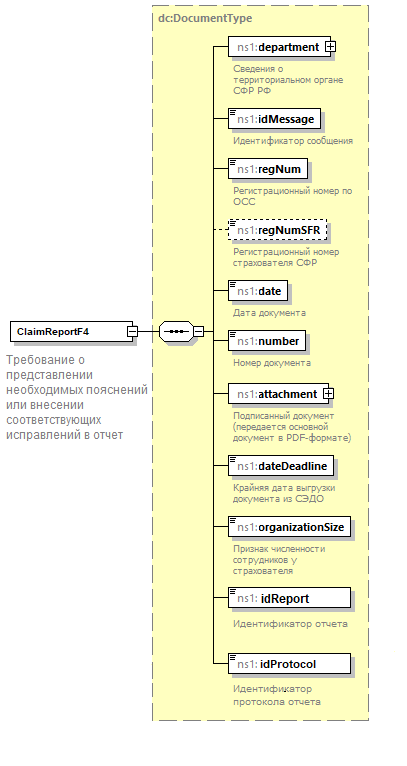 dc:DocumentType
ns1:department
Сведения о
территориальном органе
СФР РФ
ns1:idMessage
Идентификатор сообщения
ns1:regNum
Регистрационный номер по
ОСС
ns1:regNumSFR
Регистрационный номер
страхователя СФР
ns1:date
Дата документа
ClaimReportF4
Требование о
представлении
необходимых пояснений
или внесении
соответствующих
исправлений в отчет
ns1:number
Номер документа
ns1:attachment
Подписанный документ
(передается основной
документ в PDF-формате)
ns1:dateDeadline
Крайняя дата выгрузки
документа из СЭДО
ns1:organizationSize
Признак численности
сотрудников у
страхователя
ns1: idReport
Идентификатор отчета
ns1: idProtocol
Идентификатор
протокола отчета